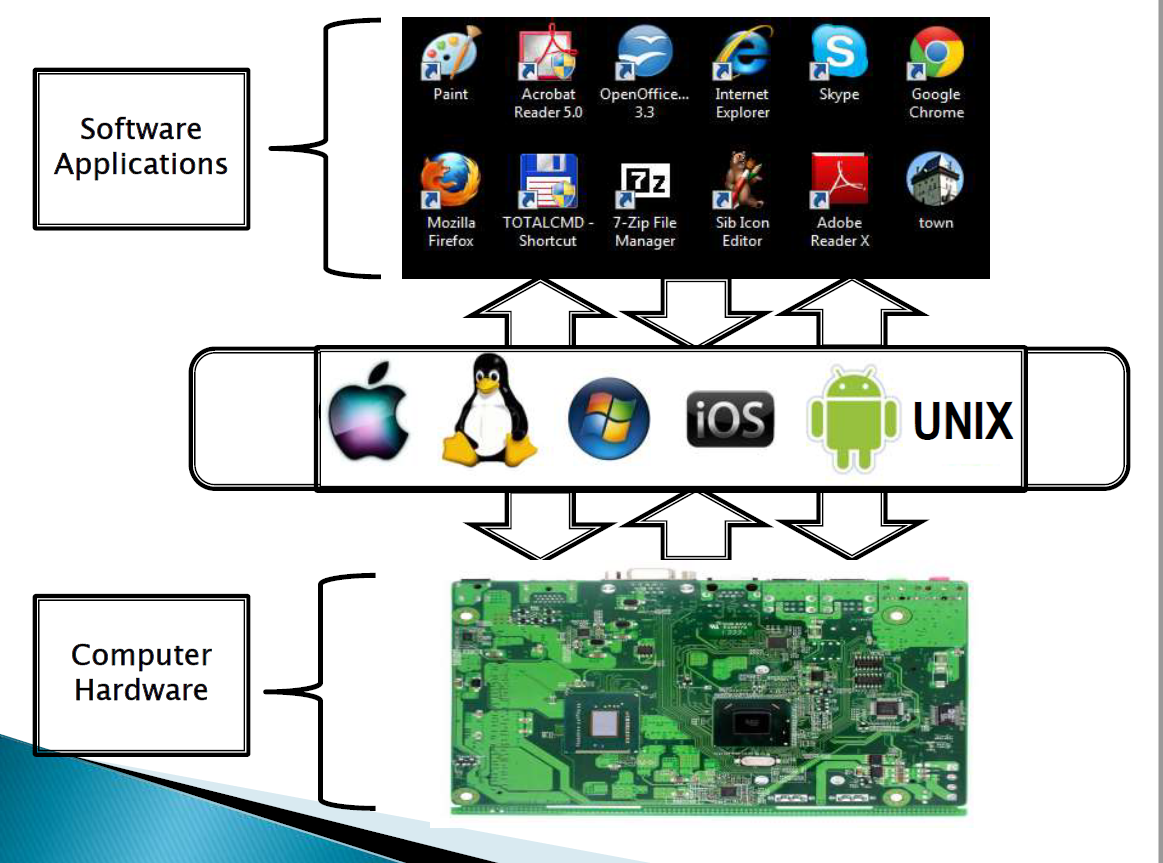 Software
Applications
Paint
Acrobat
Reader 5.0
OpenOffice...
3.3
Internet
Explorer
Skype
Google
Chrome
Mozilla
Firefox
TOTALCMD -
Shortcut
7z
7-Zip File
Manager
Sib Icon
Editor
Adobe
Reader X
town
iOS
UNIX
Computer
Hardware